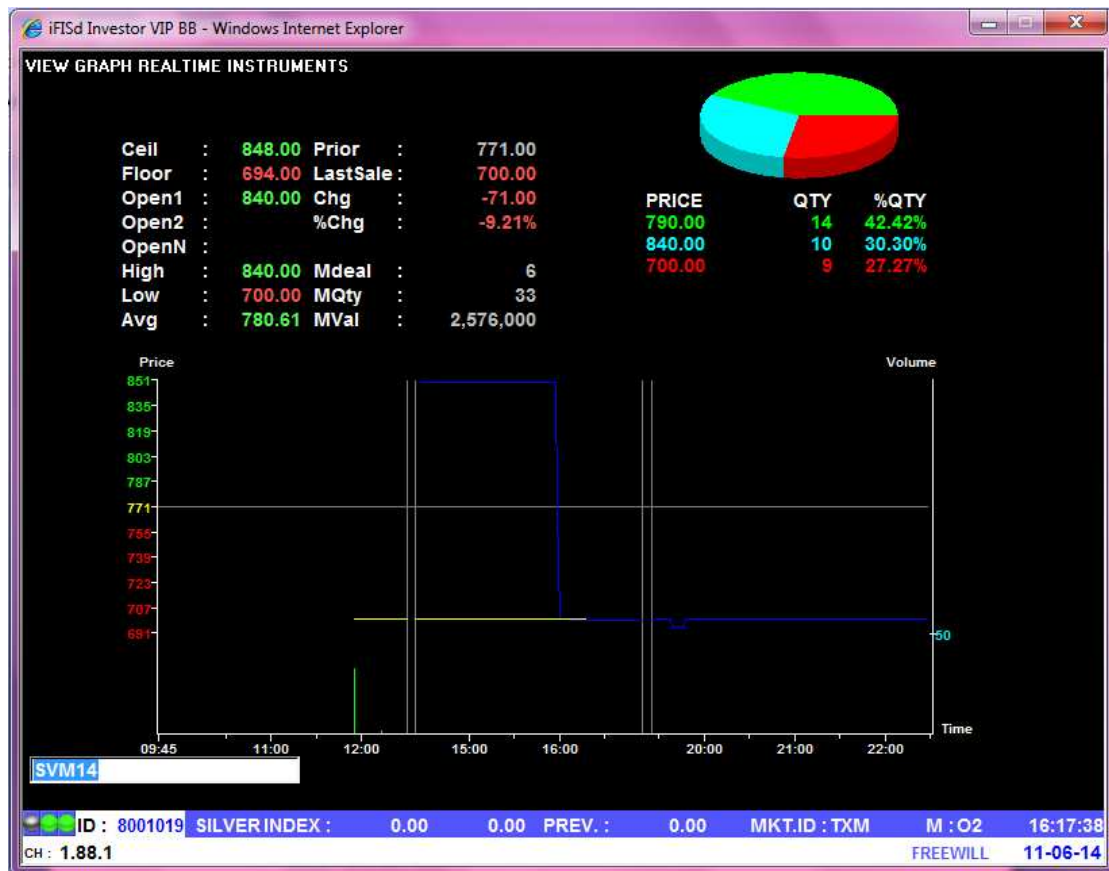 iFISd Investor VIP BB - Windows Internet Explorer
VIEW GRAPH REALTIME INSTRUMENTS
Ceil : 848.00 Prior : 771.00
Floor : 694.00 LastSale : 700.00
Open1 : 840.00 Chg : -71.00
Open2 : %Chg : -9.21%
OpenN :
High : 840.00 Mdeal : 6
Low : 700.00 MQty : 33
Avg : 780.61 MVal : 2,576,000
PRICE QTY %QTY
790.00 14 42.42%
840.00 10 30.30%
700.00 9 27.27%
Price Volume
851
835
819
803
787
771
755
739
723
707
691
50
Time
09:45 11:00 12:00 15:00 16:00 20:00 21:00 22:00
SVM14
ID : 8001019 SILVER INDEX : 0.00 0.00 PREV. : 0.00 MKT.ID : TXM M : O2 16:17:38
CH : 1.88.1 FREEWILL 11-06-14